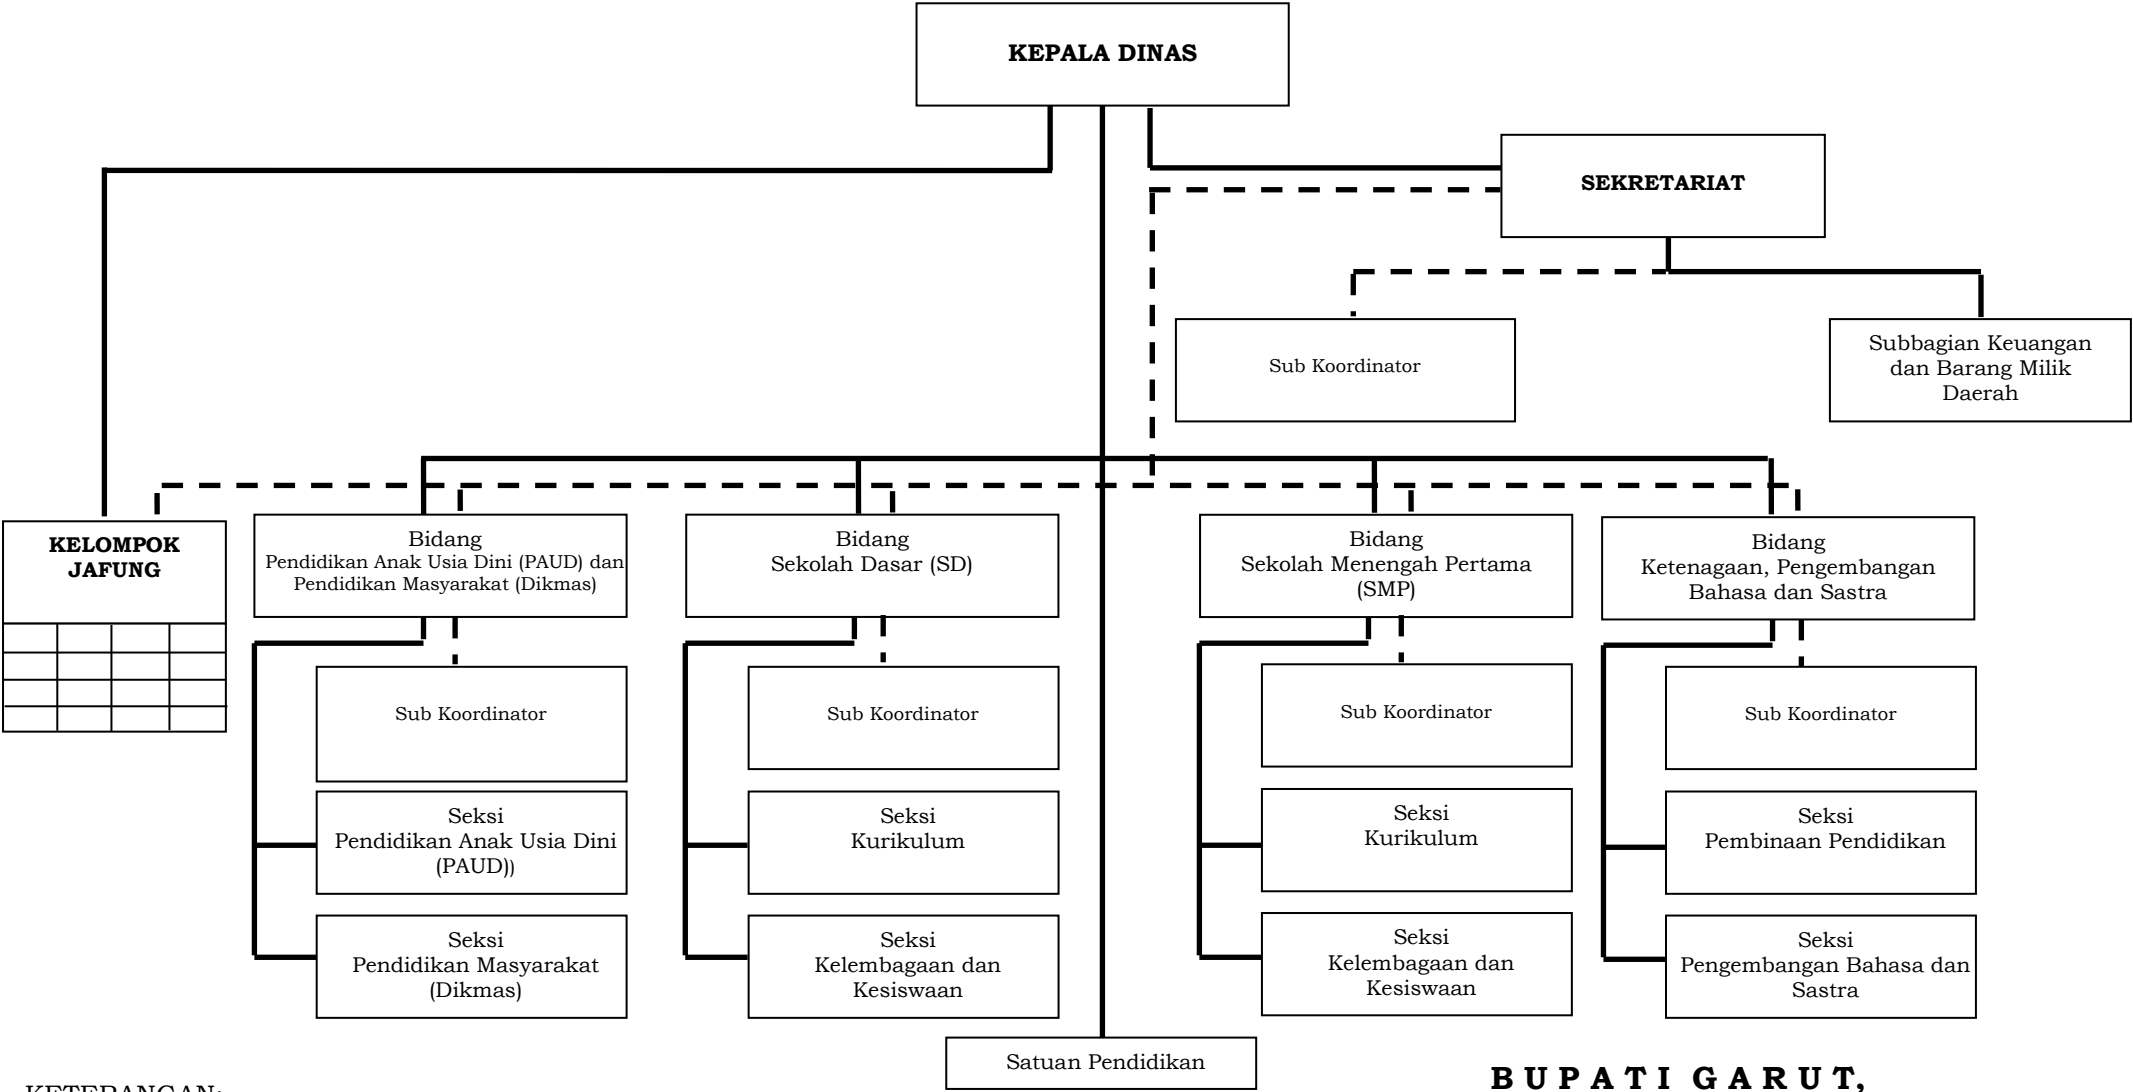 KEPALA DINAS
SEKRETARIAT
Sub Koordinator
Subbagian Keuangan
dan Barang Milik
Daerah
KELOMPOK
JAFUNG
Bidang
Pendidikan Anak Usia Dini (PAUD) dan
Pendidikan Masyarakat (Dikmas)
Bidang
Sekolah Dasar (SD)
Bidang
Sekolah Menengah Pertama
(SMP)
Bidang
Ketenagaan, Pengembangan
Bahasa dan Sastra
Sub Koordinator
Sub Koordinator
Sub Koordinator
Sub Koordinator
Seksi
Pendidikan Anak Usia Dini
(PAUD))
Seksi
Kurikulum
Seksi
Kurikulum
Seksi
Pembinaan Pendidikan
Seksi
Pendidikan Masyarakat
(Dikmas)
Seksi
Kelembagaan dan
Kesiswaan
Seksi
Kelembagaan dan
Kesiswaan
Seksi
Pengembangan Bahasa dan
Sastra
Satuan Pendidikan
KETERANGAN:
B U P A T I G A R U T,